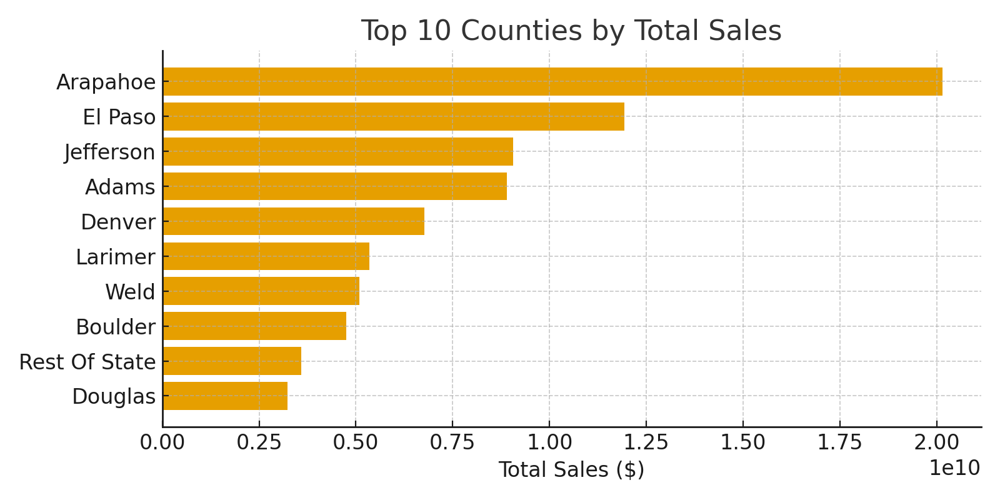 Top 10 Counties by Total Sales
Arapahoe
El Paso
Jefferson
Adams
Denver
Larimer
Weld
Boulder
Rest Of State
Douglas
0.00 0.25 0.50 0.75 1.00 1.25 1.50 1.75 2.00
1e10
Total Sales ($)